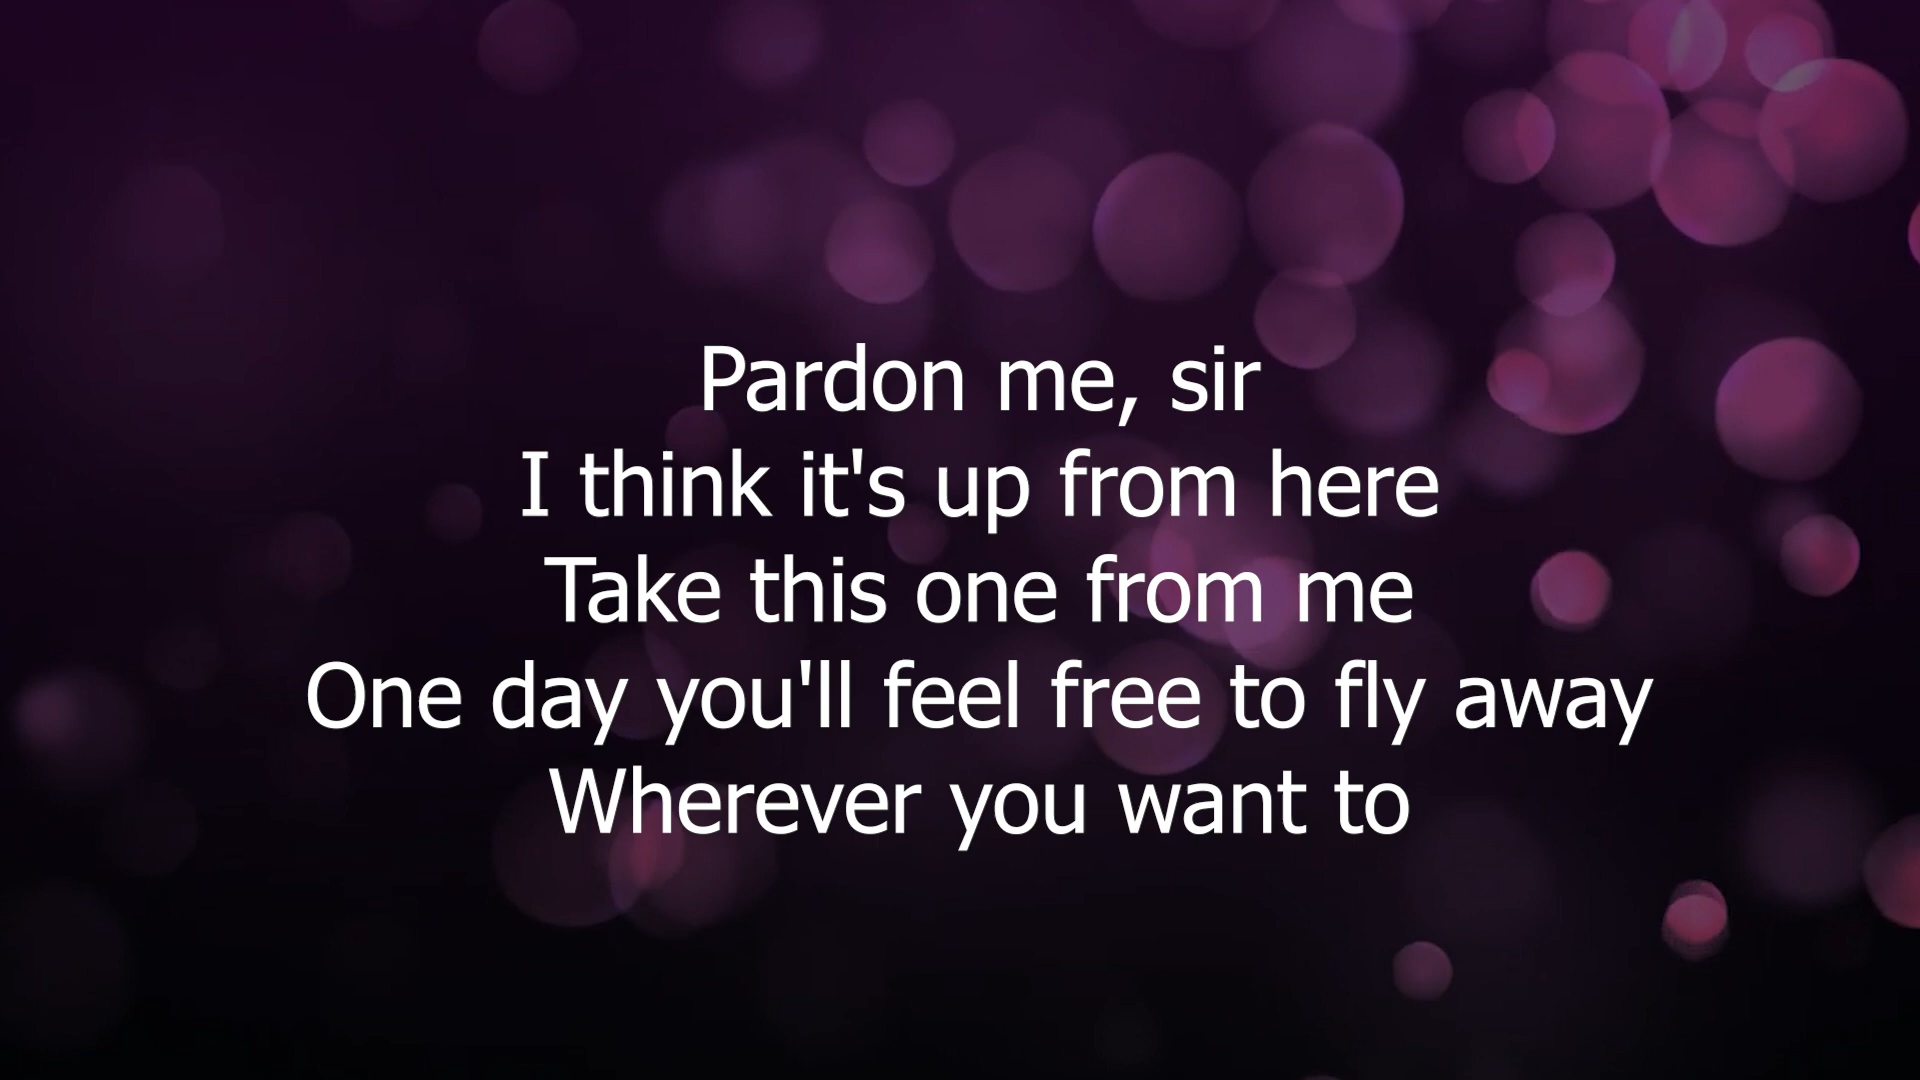 Pardon me, sir
I think it's up from here
Take this one from me
One day you'll feel free to fly away
Wherever you want to